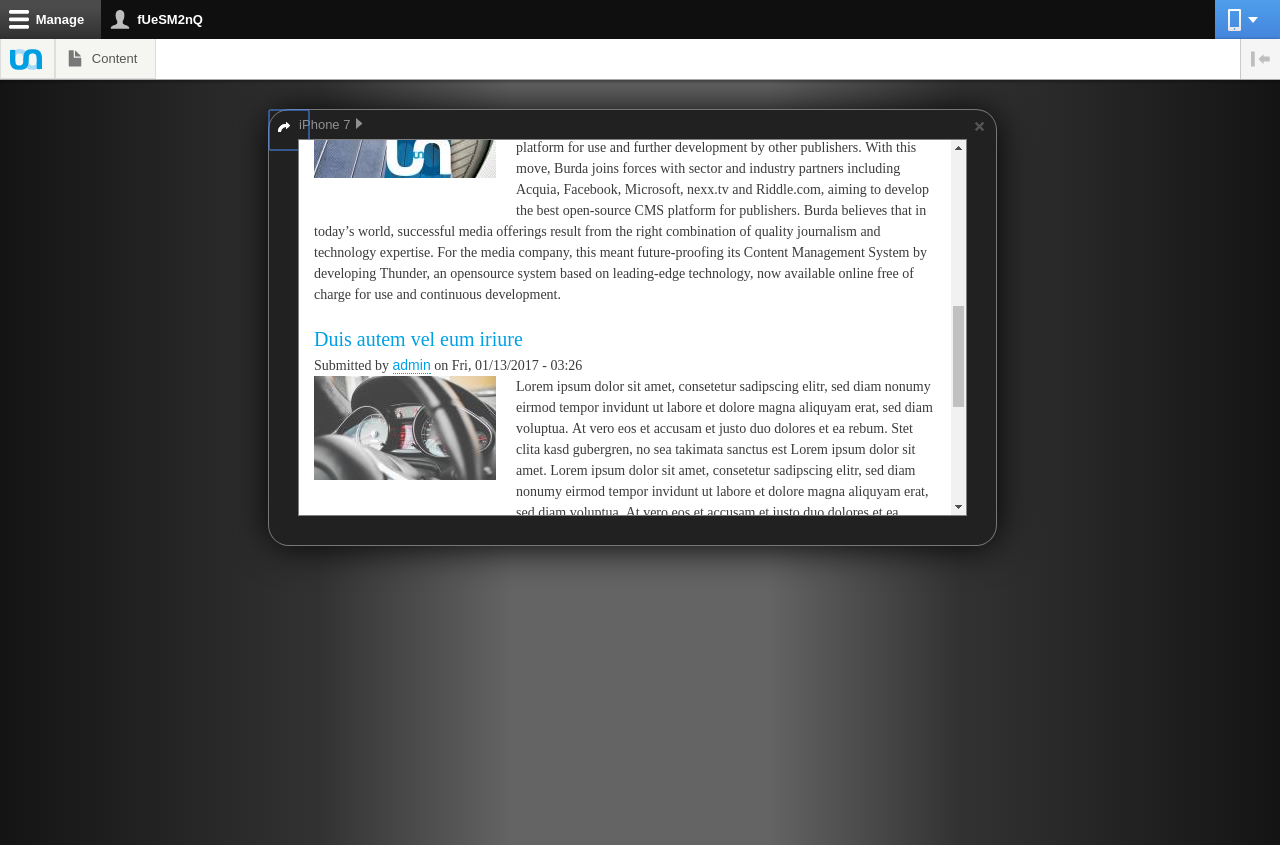 Manage
fUeSM2nQ
Content
iPhone 7
platform for use and further development by other publishers. With this
move, Burda joins forces with sector and industry partners including
Acquia, Facebook, Microsoft, nexx.tv and Riddle.com, aiming to develop
the best open-source CMS platform for publishers. Burda believes that in
today’s world, successful media offerings result from the right combination of quality journalism and
technology expertise. For the media company, this meant future-proofing its Content Management System by
developing Thunder, an opensource system based on leading-edge technology, now available online free of
charge for use and continuous development.
Duis autem vel eum iriure
Submitted by admin on Fri, 01/13/2017 - 03:26
Lorem ipsum dolor sit amet, consetetur sadipscing elitr, sed diam nonumy
eirmod tempor invidunt ut labore et dolore magna aliquyam erat, sed diam
voluptua. At vero eos et accusam et justo duo dolores et ea rebum. Stet
clita kasd gubergren, no sea takimata sanctus est Lorem ipsum dolor sit
amet. Lorem ipsum dolor sit amet, consetetur sadipscing elitr, sed diam
nonumy eirmod tempor invidunt ut labore et dolore magna aliquyam erat,
sed diam voluptua. At vero eos et accusam et justo duo dolores et ea